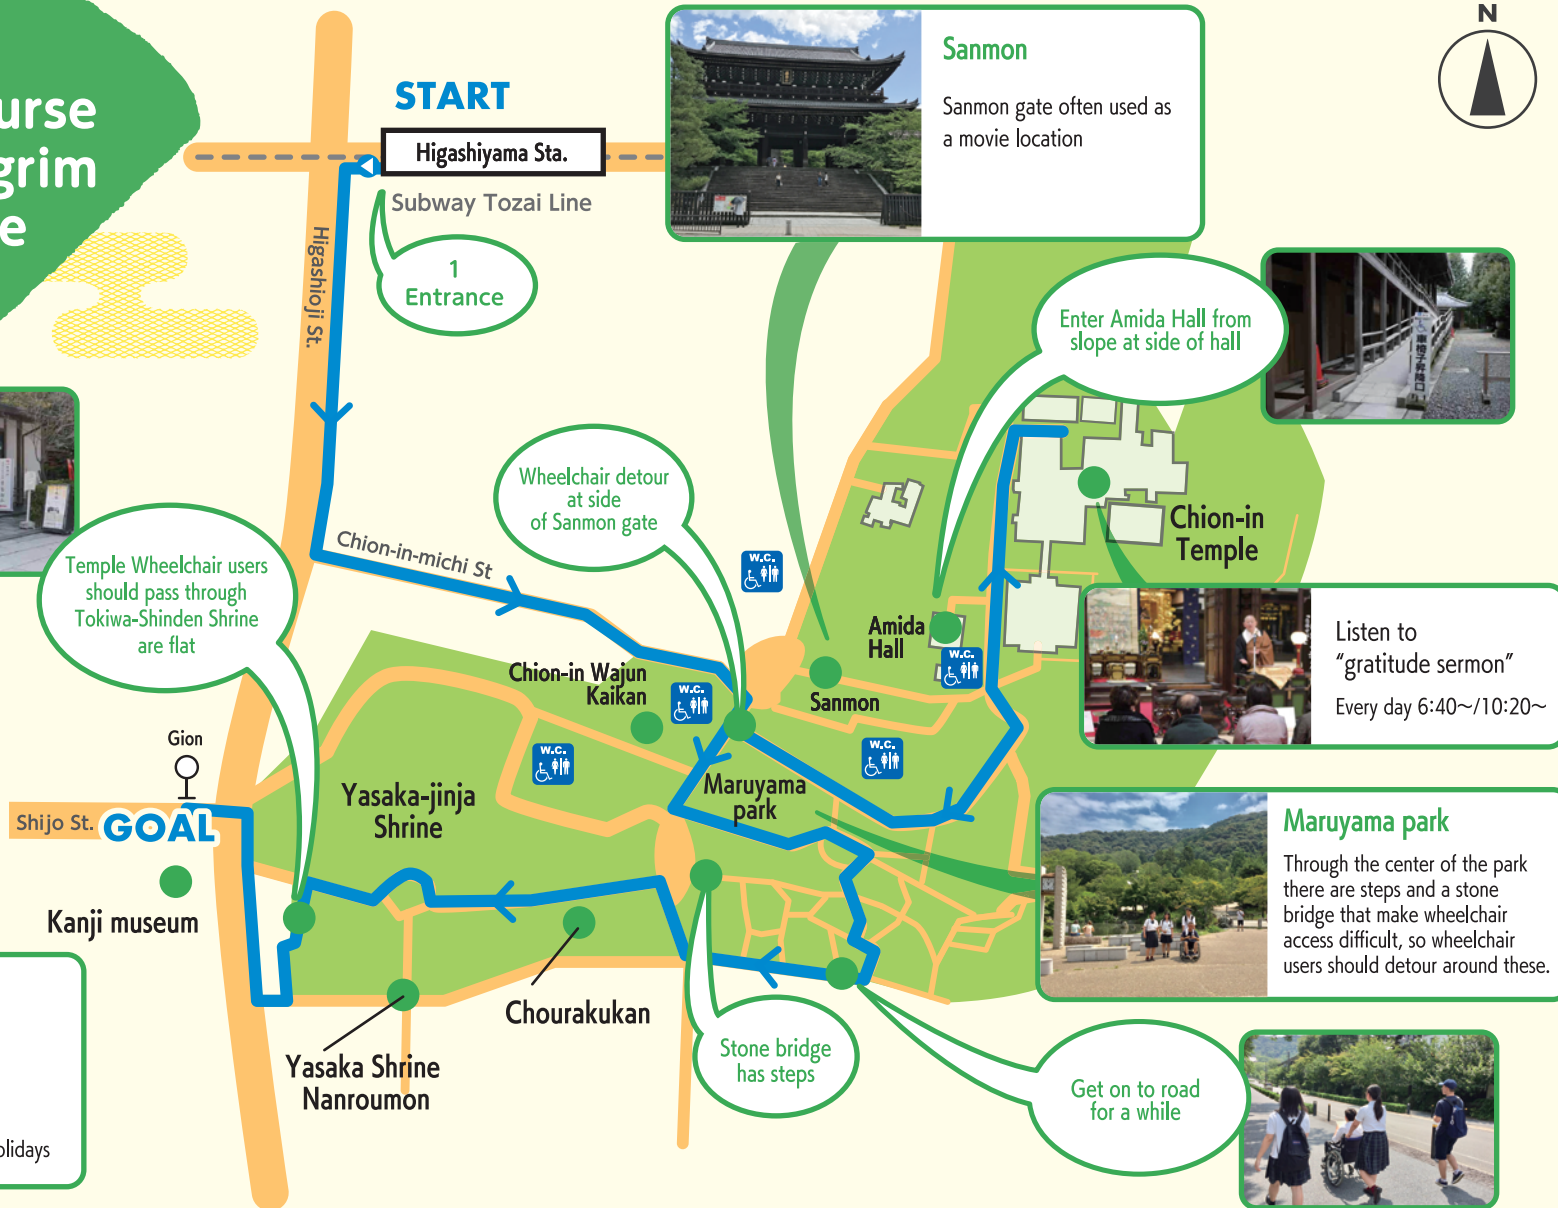 START
Higashiyama Sta.
Subway Tozai Line
1
Entrance
Higashioji St.
Sanmon
Sanmon gate often used as
a movie location
N
Enter Amida Hall from
slope at side of hall
車椅子昇降口
Wheelchair detour
at side
of Sanmon gate
Chion-in-michi St
W.C.
Temple Wheelchair users
should pass through
Tokiwa-Shinden Shrine
are flat
Chion-in
Temple
Amida
Hall
W.C.
Sanmon
Listen to
“gratitude sermon”
Every day 6:40～/10:20～
Chion-in Wajun
Kaikan
W.C.
W.C.
W.C.
Gion
Shijo St.
GOAL
Yasaka-jinja
Shrine
Maruyama
park
Maruyama park
Through the center of the park
there are steps and a stone
bridge that make wheelchair
access difficult, so wheelchair
users should detour around these.
Kanji museum
Chourakukan
Yasaka Shrine
Nanroumon
Stone bridge
has steps
Get on to road
for a while